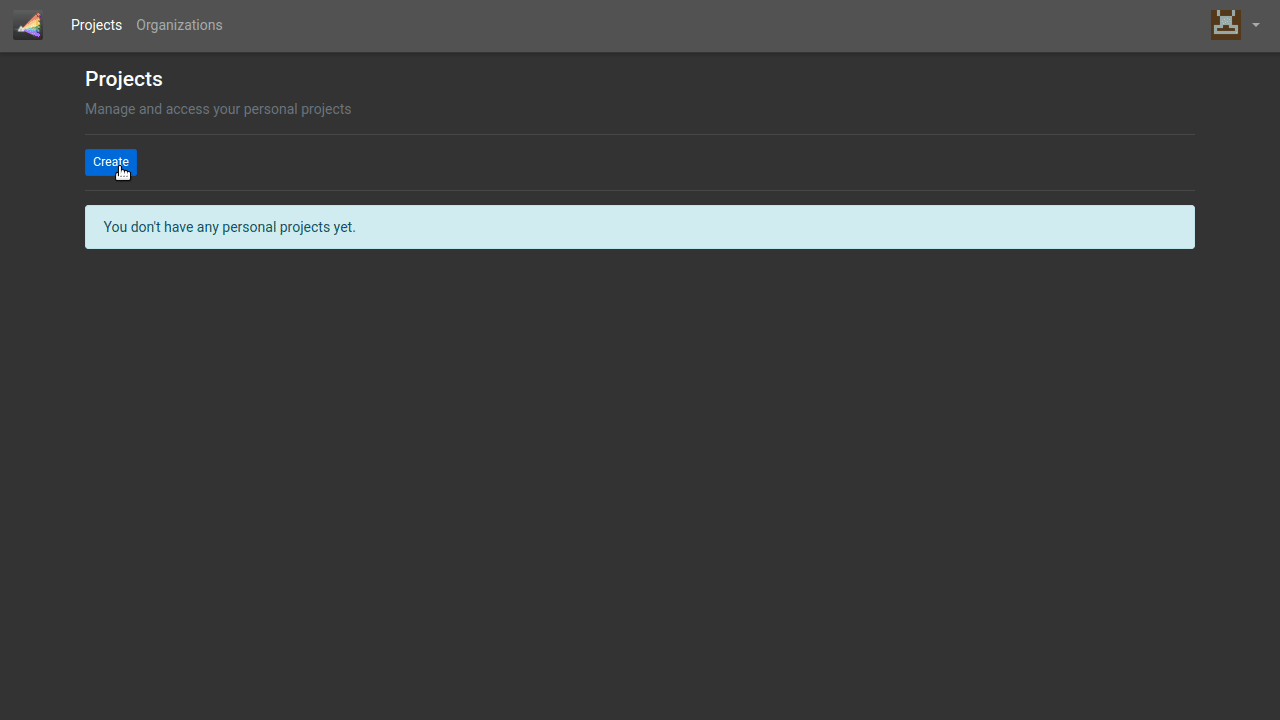 Projects Organizations
Projects
Manage and access your personal projects
Create
You don't have any personal projects yet.